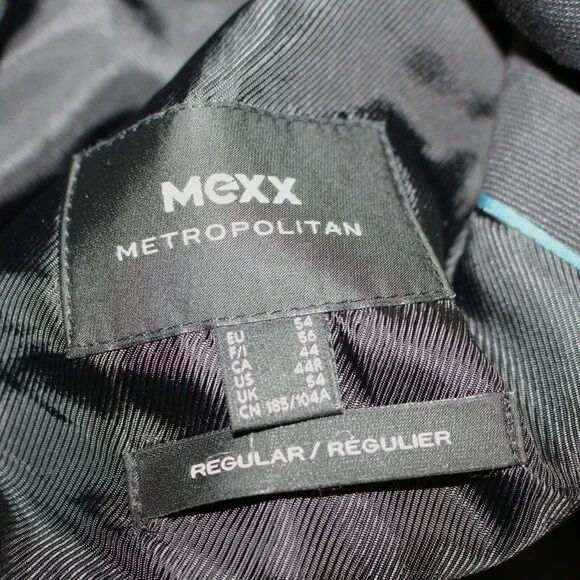 Mexx
METROPOLITAN
EU 54
F/I 56
CA 44
US 44R
UK 54
CN 185/104A
REGULAR / RÉGULIER